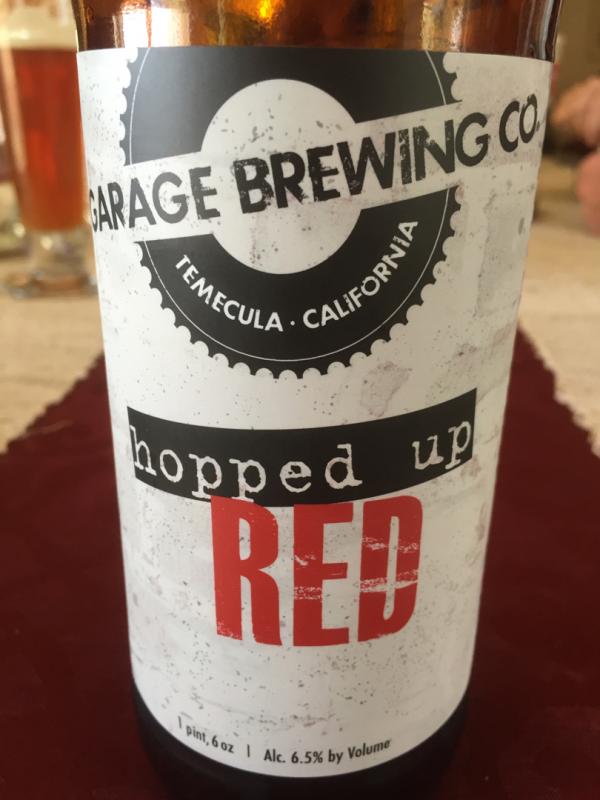 GARAGE BREWING CO.
TEMECULA · CALIFORNIA
hopped up
RED
1 pint, 6 oz | Alc. 6.5% by Volume